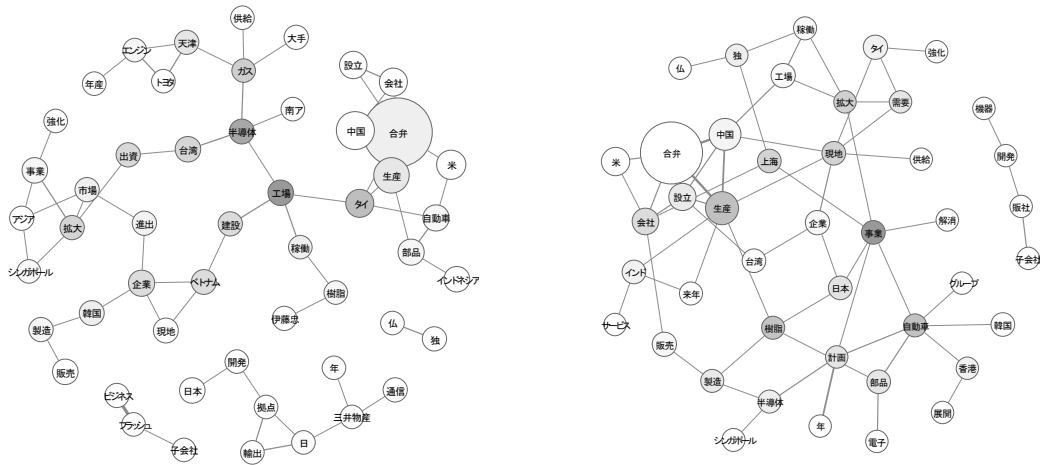 供給
大手
エンジン
天津
トヨタ
年産
ガス
設立
会社
強化
南ア
半導体
中国
合弁
台湾
出資
事業
米
生産
市場
工場
タイ
アジア
拡大
進出
建設
自動車
稼働
部品
シンガポール
企業
ベトナム
インドネシア
樹脂
韓国
伊藤忠
製造
現地
仏
独
販売
開発
年
日本
通信
ビジネス
拠点
フラッシュ
三井物産
日
子会社
輸出
稼働
タイ
強化
独
仏
工場
拡大
需要
機器
中国
合弁
現地
開発
米
上海
供給
設立
生産
販社
会社
企業
解消
事業
子会社
台湾
インド
来年
日本
グループ
サービス
樹脂
自動車
韓国
販売
計画
香港
製造
部品
半導体
展開
年
シンガポール
電子